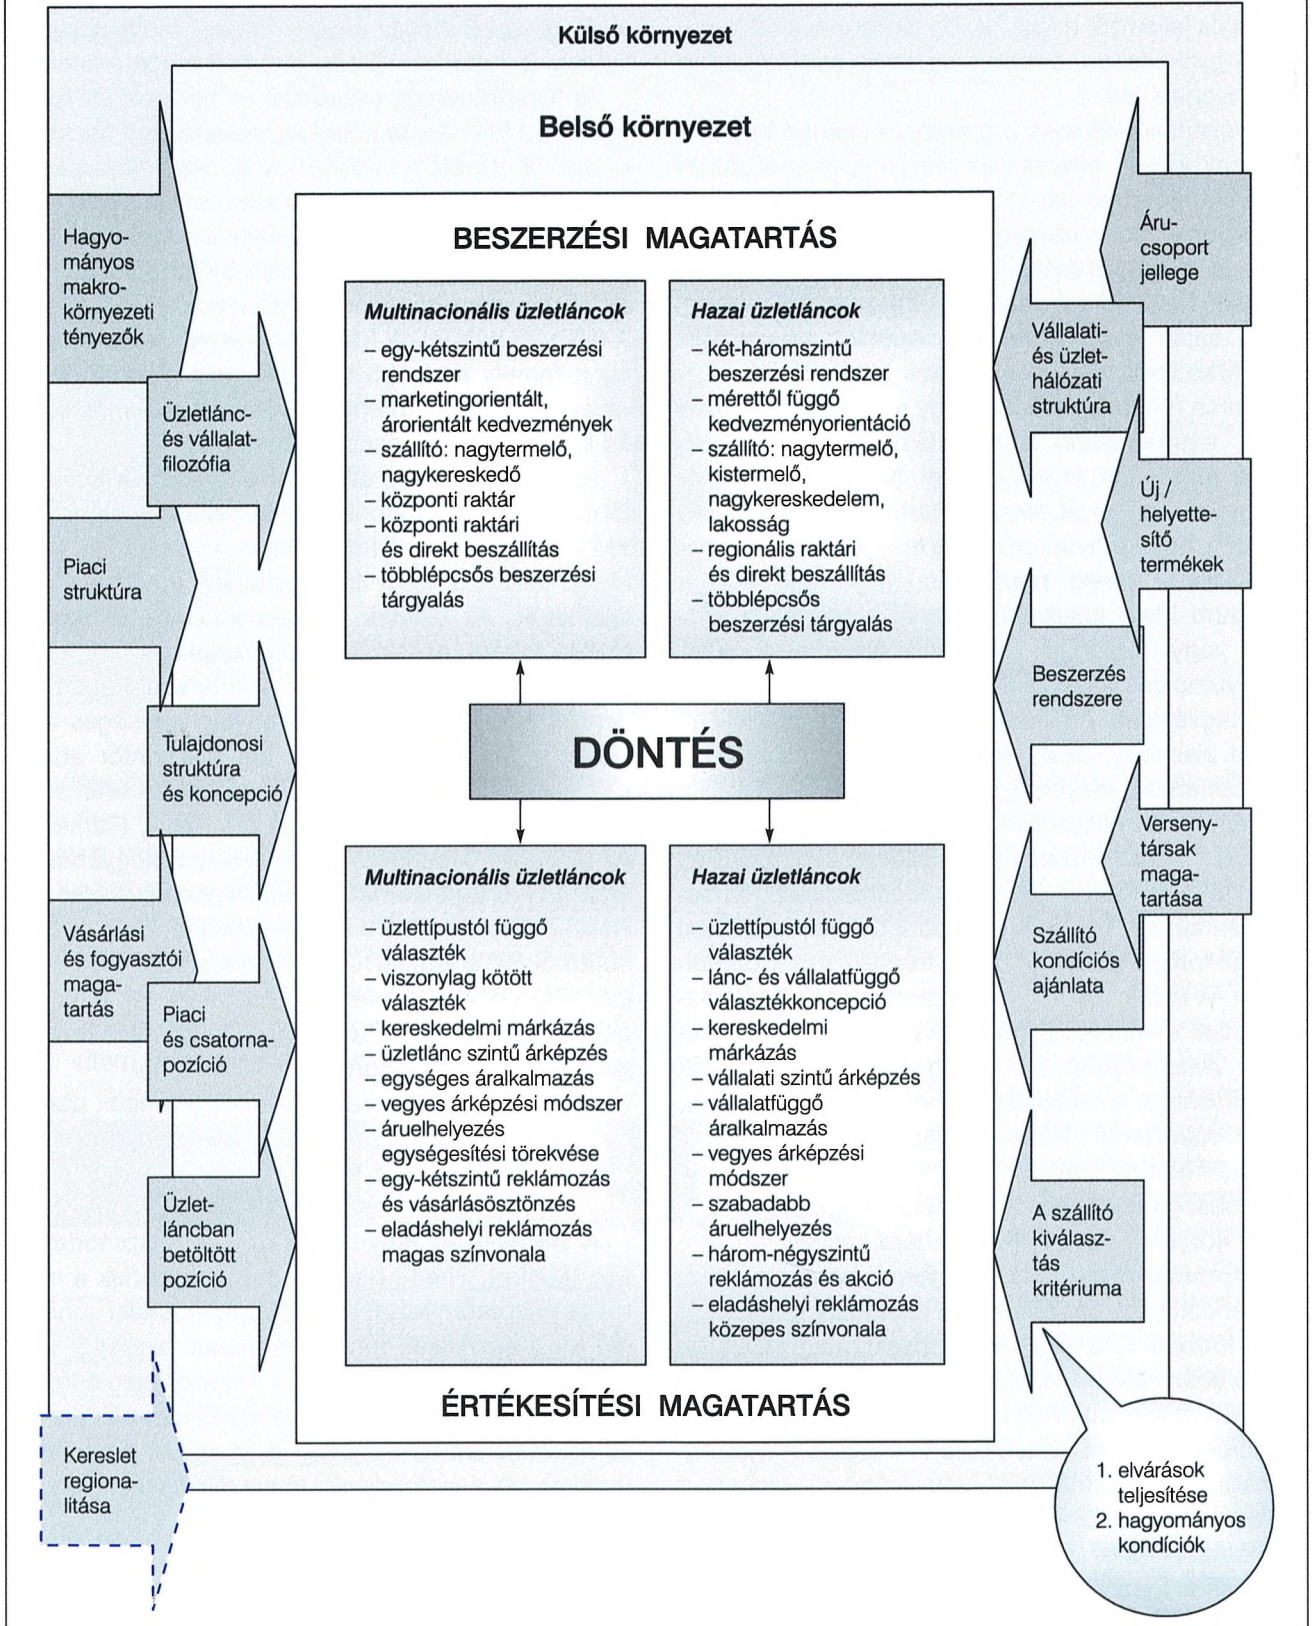 Külső környezet
Belső környezet
BESZERZÉSI MAGATARTÁS
Hagyo-
mányos
makro-
környezeti
tényezők
Üzletlánc-
és vállalat-
filozófia
Piaci
struktúra
Tulajdonosi
struktúra
és koncepció
Vásárlási
és fogyasztói
maga-
tartás
Piaci
és csatorna-
pozíció
Üzlet-
láncban
betöltött
pozíció
Kereslet
regiona-
litása
Multinacionális üzletláncok
– egy-kétszintű beszerzési
rendszer
– marketingorientált,
árorientált kedvezmények
– szállító: nagytermelő,
nagykereskedő
– központi raktár
– központi raktári
és direkt beszállítás
– többlépcsős beszerzési
tárgyalás
Hazai üzletláncok
– két-háromszintű
beszerzési rendszer
– mérettől függő
kedvezményorientáció
– szállító: nagytermelő,
kistermelő,
nagykereskedelem,
lakosság
– regionális raktári
és direkt beszállítás
– többlépcsős
beszerzési tárgyalás
DÖNTÉS
Multinacionális üzletláncok
– üzlettípustól függő
választék
– viszonylag kötött
választék
– kereskedelmi márkázás
– üzletlánc szintű árképzés
– egységes áralkalmazás
– vegyes árképzési módszer
– áruelhelyezés
egységesítési törekvése
– egy-kétszintű reklámozás
és vásárlásösztönzés
– eladáshelyi reklámozás
magas színvonala
Hazai üzletláncok
– üzlettípustól függő
választék
– lánc- és vállalatfüggő
választékkoncepció
– kereskedelmi
márkázás
– vállalati szintű árképzés
– vállalatfüggő
áralkalmazás
– vegyes árképzési
módszer
– szabadabb
áruelhelyezés
– három-négyszintű
reklámozás és akció
– eladáshelyi reklámozás
közepes színvonala
ÉRTÉKESÍTÉSI MAGATARTÁS
Áru-
csoport
jellege
Vállalati-
és üzlet-
hálózati
struktúra
Új /
helyette-
sítő
termékek
Beszerzés
rendszere
Verseny-
társak
maga-
tartása
Szállító
kondíciós
ajánlata
A szállító
kiválasz-
tás
kritériuma
1. elvárások
teljesítése
2. hagyományos
kondíciók